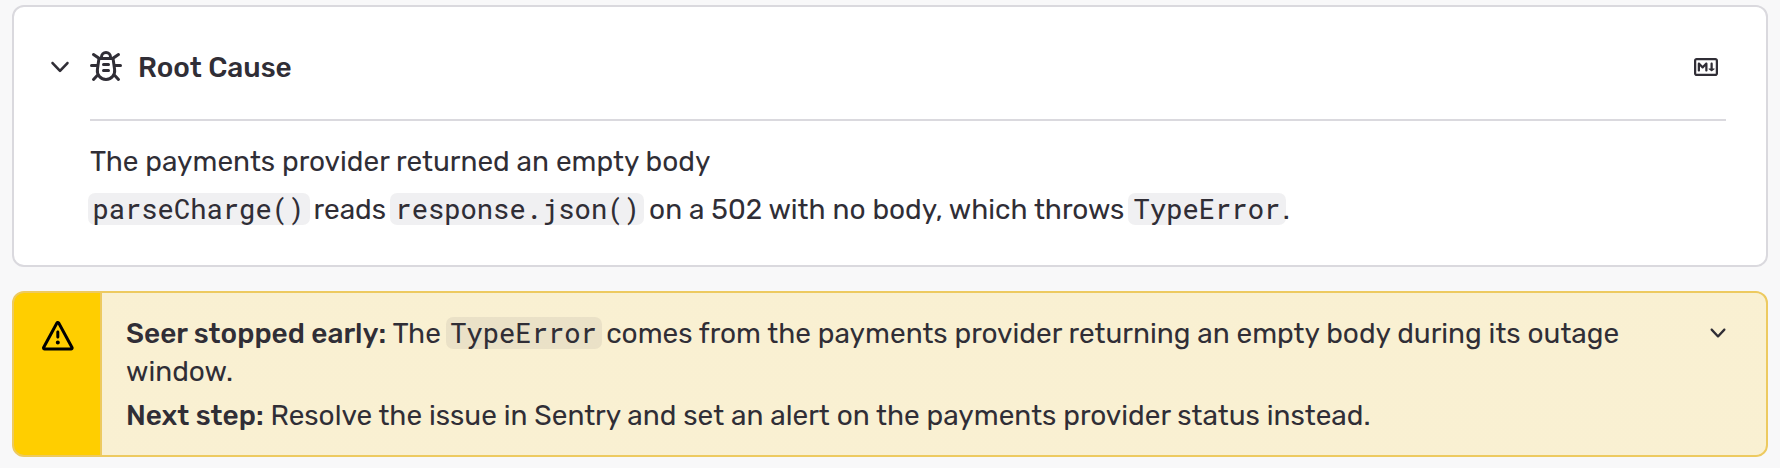 Root Cause
M↓
The payments provider returned an empty body
parseCharge() reads response.json() on a 502 with no body, which throws TypeError.
Seer stopped early: The TypeError comes from the payments provider returning an empty body during its outage
window.
Next step: Resolve the issue in Sentry and set an alert on the payments provider status instead.